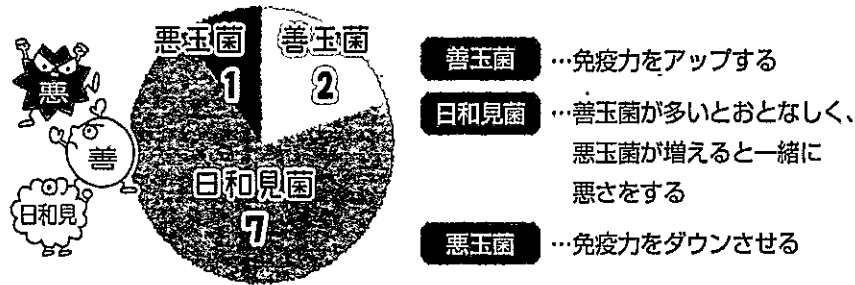 悪玉菌
1
善玉菌
2
日和見菌
7
悪
善
日和見
善玉菌 …免疫力をアップする
日和見菌 …善玉菌が多いとおとなしく、
悪玉菌が増えると一緒に
悪さをする
悪玉菌 …免疫力をダウンさせる